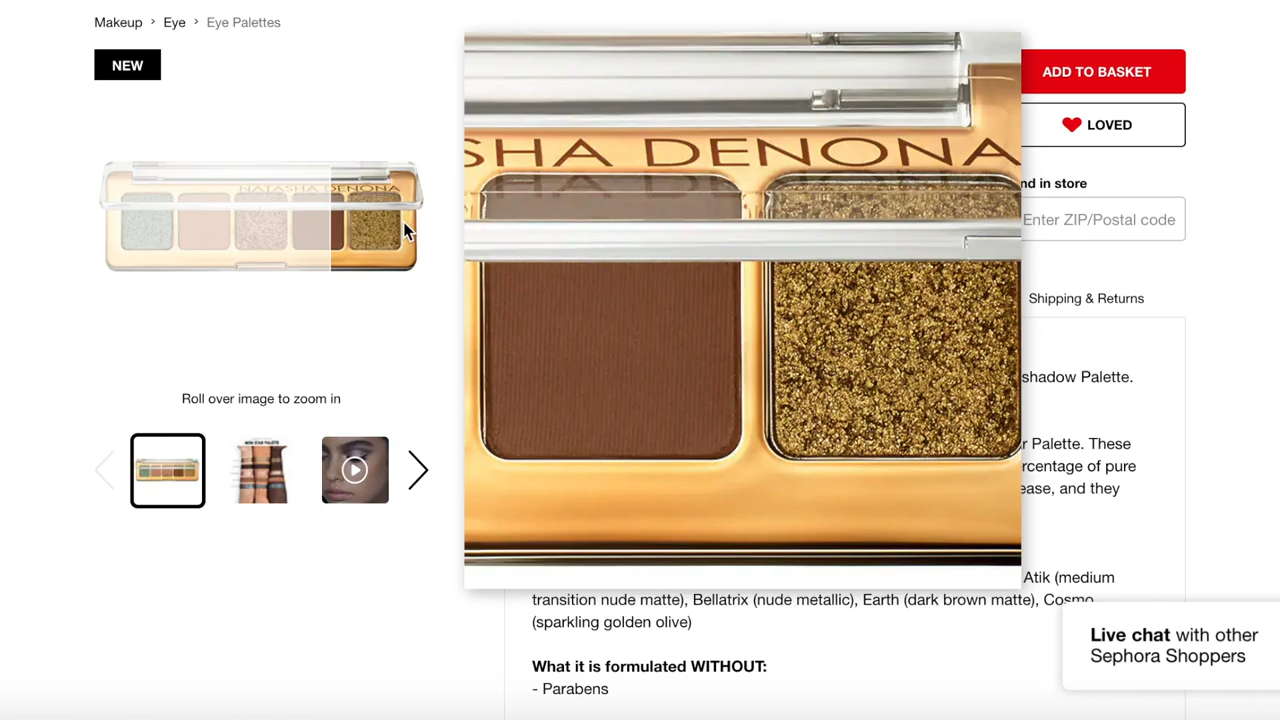 Makeup > Eye > Eye Palettes
NEW
NATASHA DENONA
SHA DENONA
ADD TO BASKET
LOVED
nd in store
Enter ZIP/Postal code
Shipping & Returns
shadow Palette.
Roll over image to zoom in
r Palette. These
rcentage of pure
ease, and they
Atik (medium
transition nude matte), Bellatrix (nude metallic), Earth (dark brown matte), Cosmo
(sparkling golden olive)
What it is formulated WITHOUT:
- Parabens
Live chat with other
Sephora Shoppers